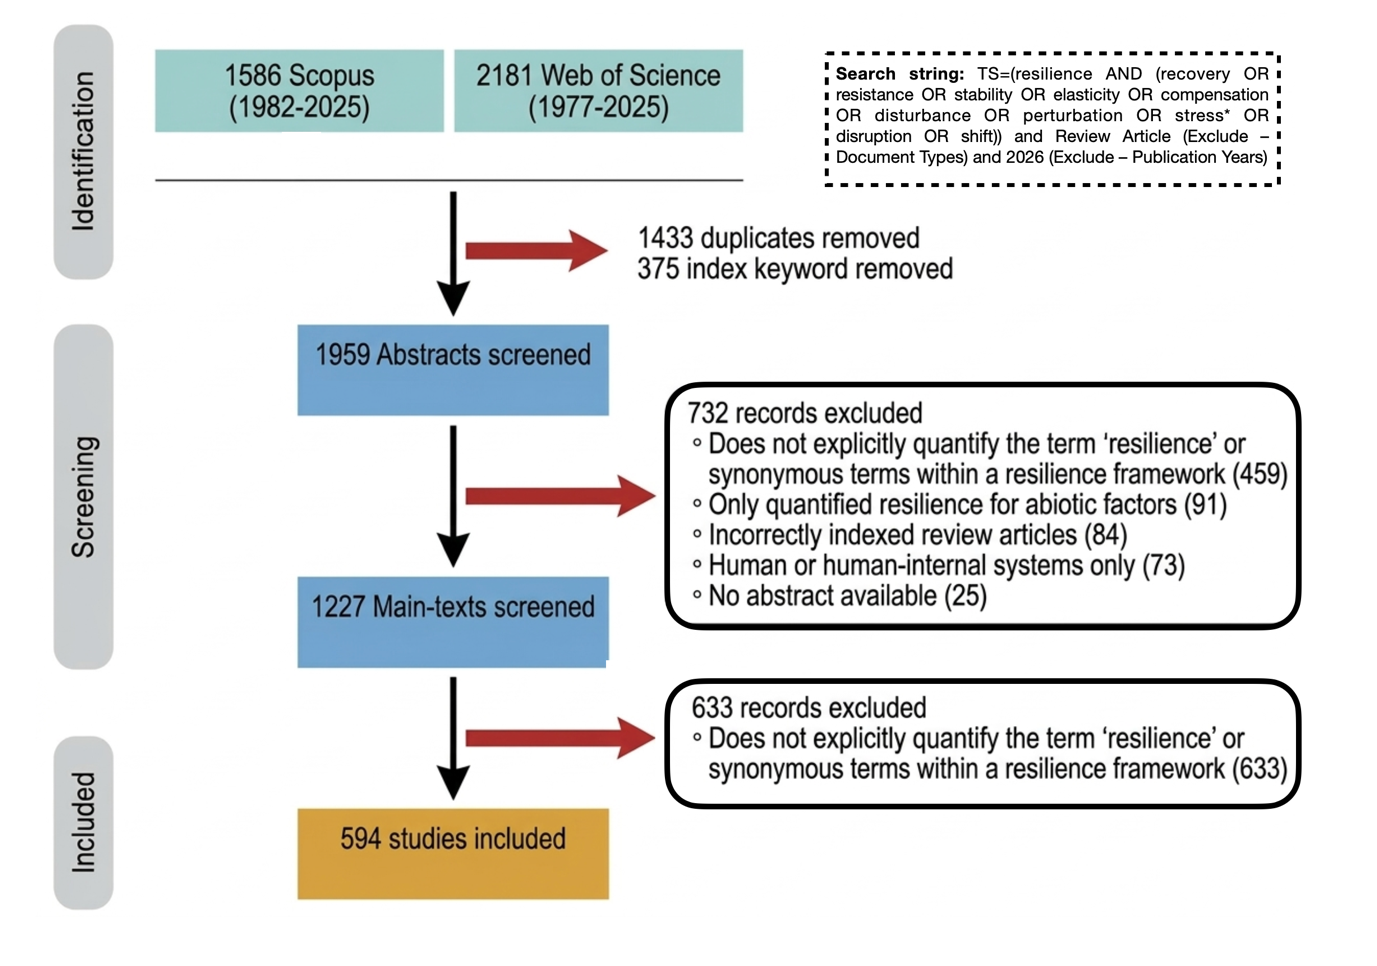 Identification
1586 Scopus
(1982-2025)
2181 Web of Science
(1977-2025)
Search string: TS=(resilience AND (recovery OR
resistance OR stability OR elasticity OR compensation
OR disturbance OR perturbation OR stress* OR
disruption OR shift)) and Review Article (Exclude –
Document Types) and 2026 (Exclude – Publication Years)
1433 duplicates removed
375 index keyword removed
Screening
1959 Abstracts screened
732 records excluded
◦ Does not explicitly quantify the term ‘resilience’ or
synonymous terms within a resilience framework (459)
◦ Only quantified resilience for abiotic factors (91)
◦ Incorrectly indexed review articles (84)
◦ Human or human-internal systems only (73)
◦ No abstract available (25)
1227 Main-texts screened
633 records excluded
◦ Does not explicitly quantify the term ‘resilience’ or
synonymous terms within a resilience framework (633)
Included
594 studies included